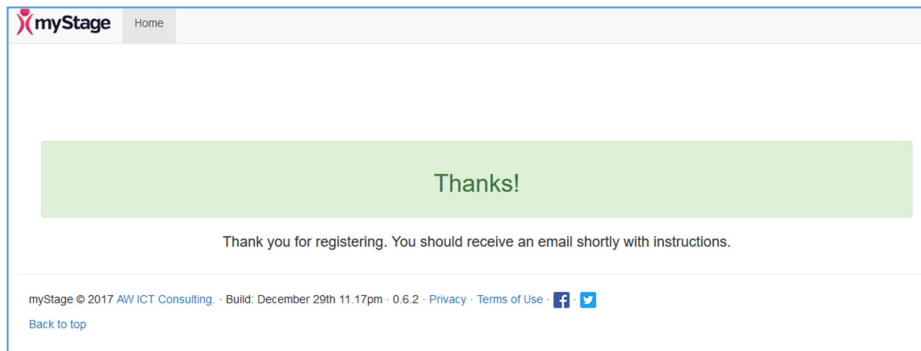 myStage Home
Thanks!
Thank you for registering. You should receive an email shortly with instructions.
myStage © 2017 AW ICT Consulting. · Build: December 29th 11.17pm · 0.6.2 · Privacy · Terms of Use · f ·
Back to top